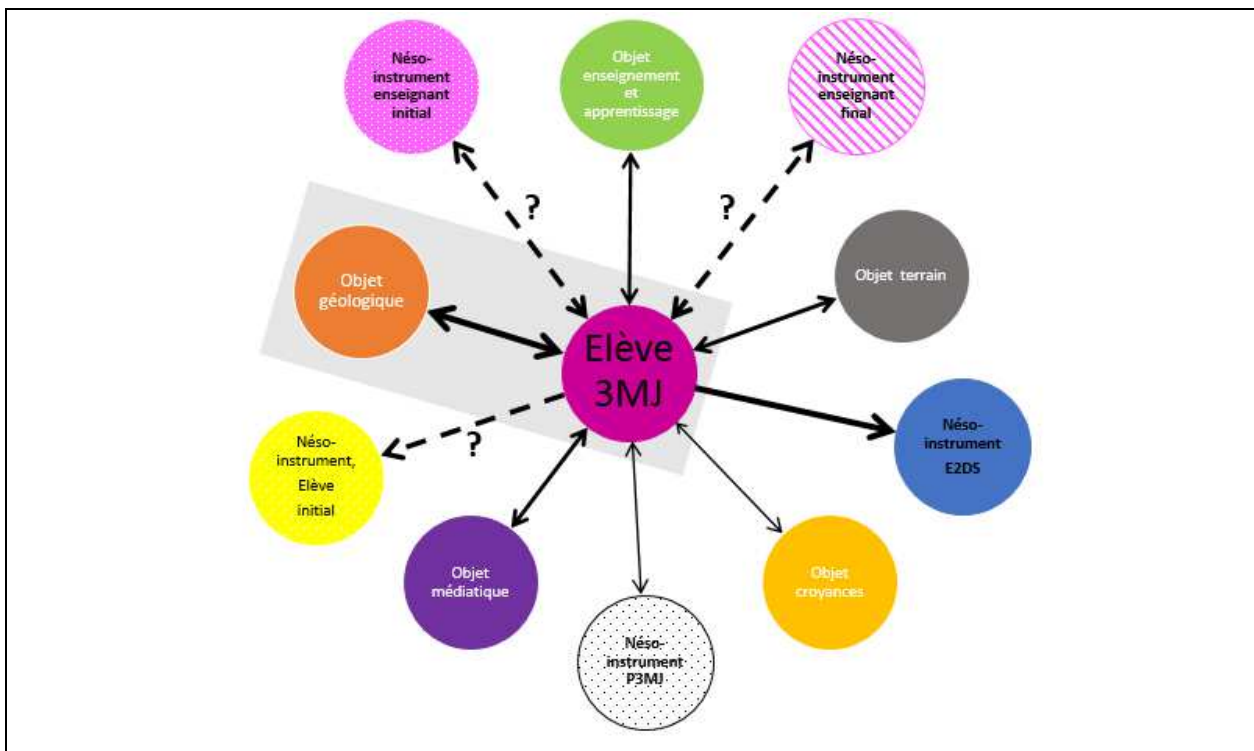 Néso-
instrument
enseignant
initial
Objet
enseignement
et
apprentissage
Néso-
instrument
enseignant
final
?
?
Objet
géologique
Objet terrain
Elève
3MJ
Néso-
instrument,
Elève
initial
?
Néso-
instrument
E2DS
Objet
médiatique
Objet
croyances
Néso-
instrument
P3MJ